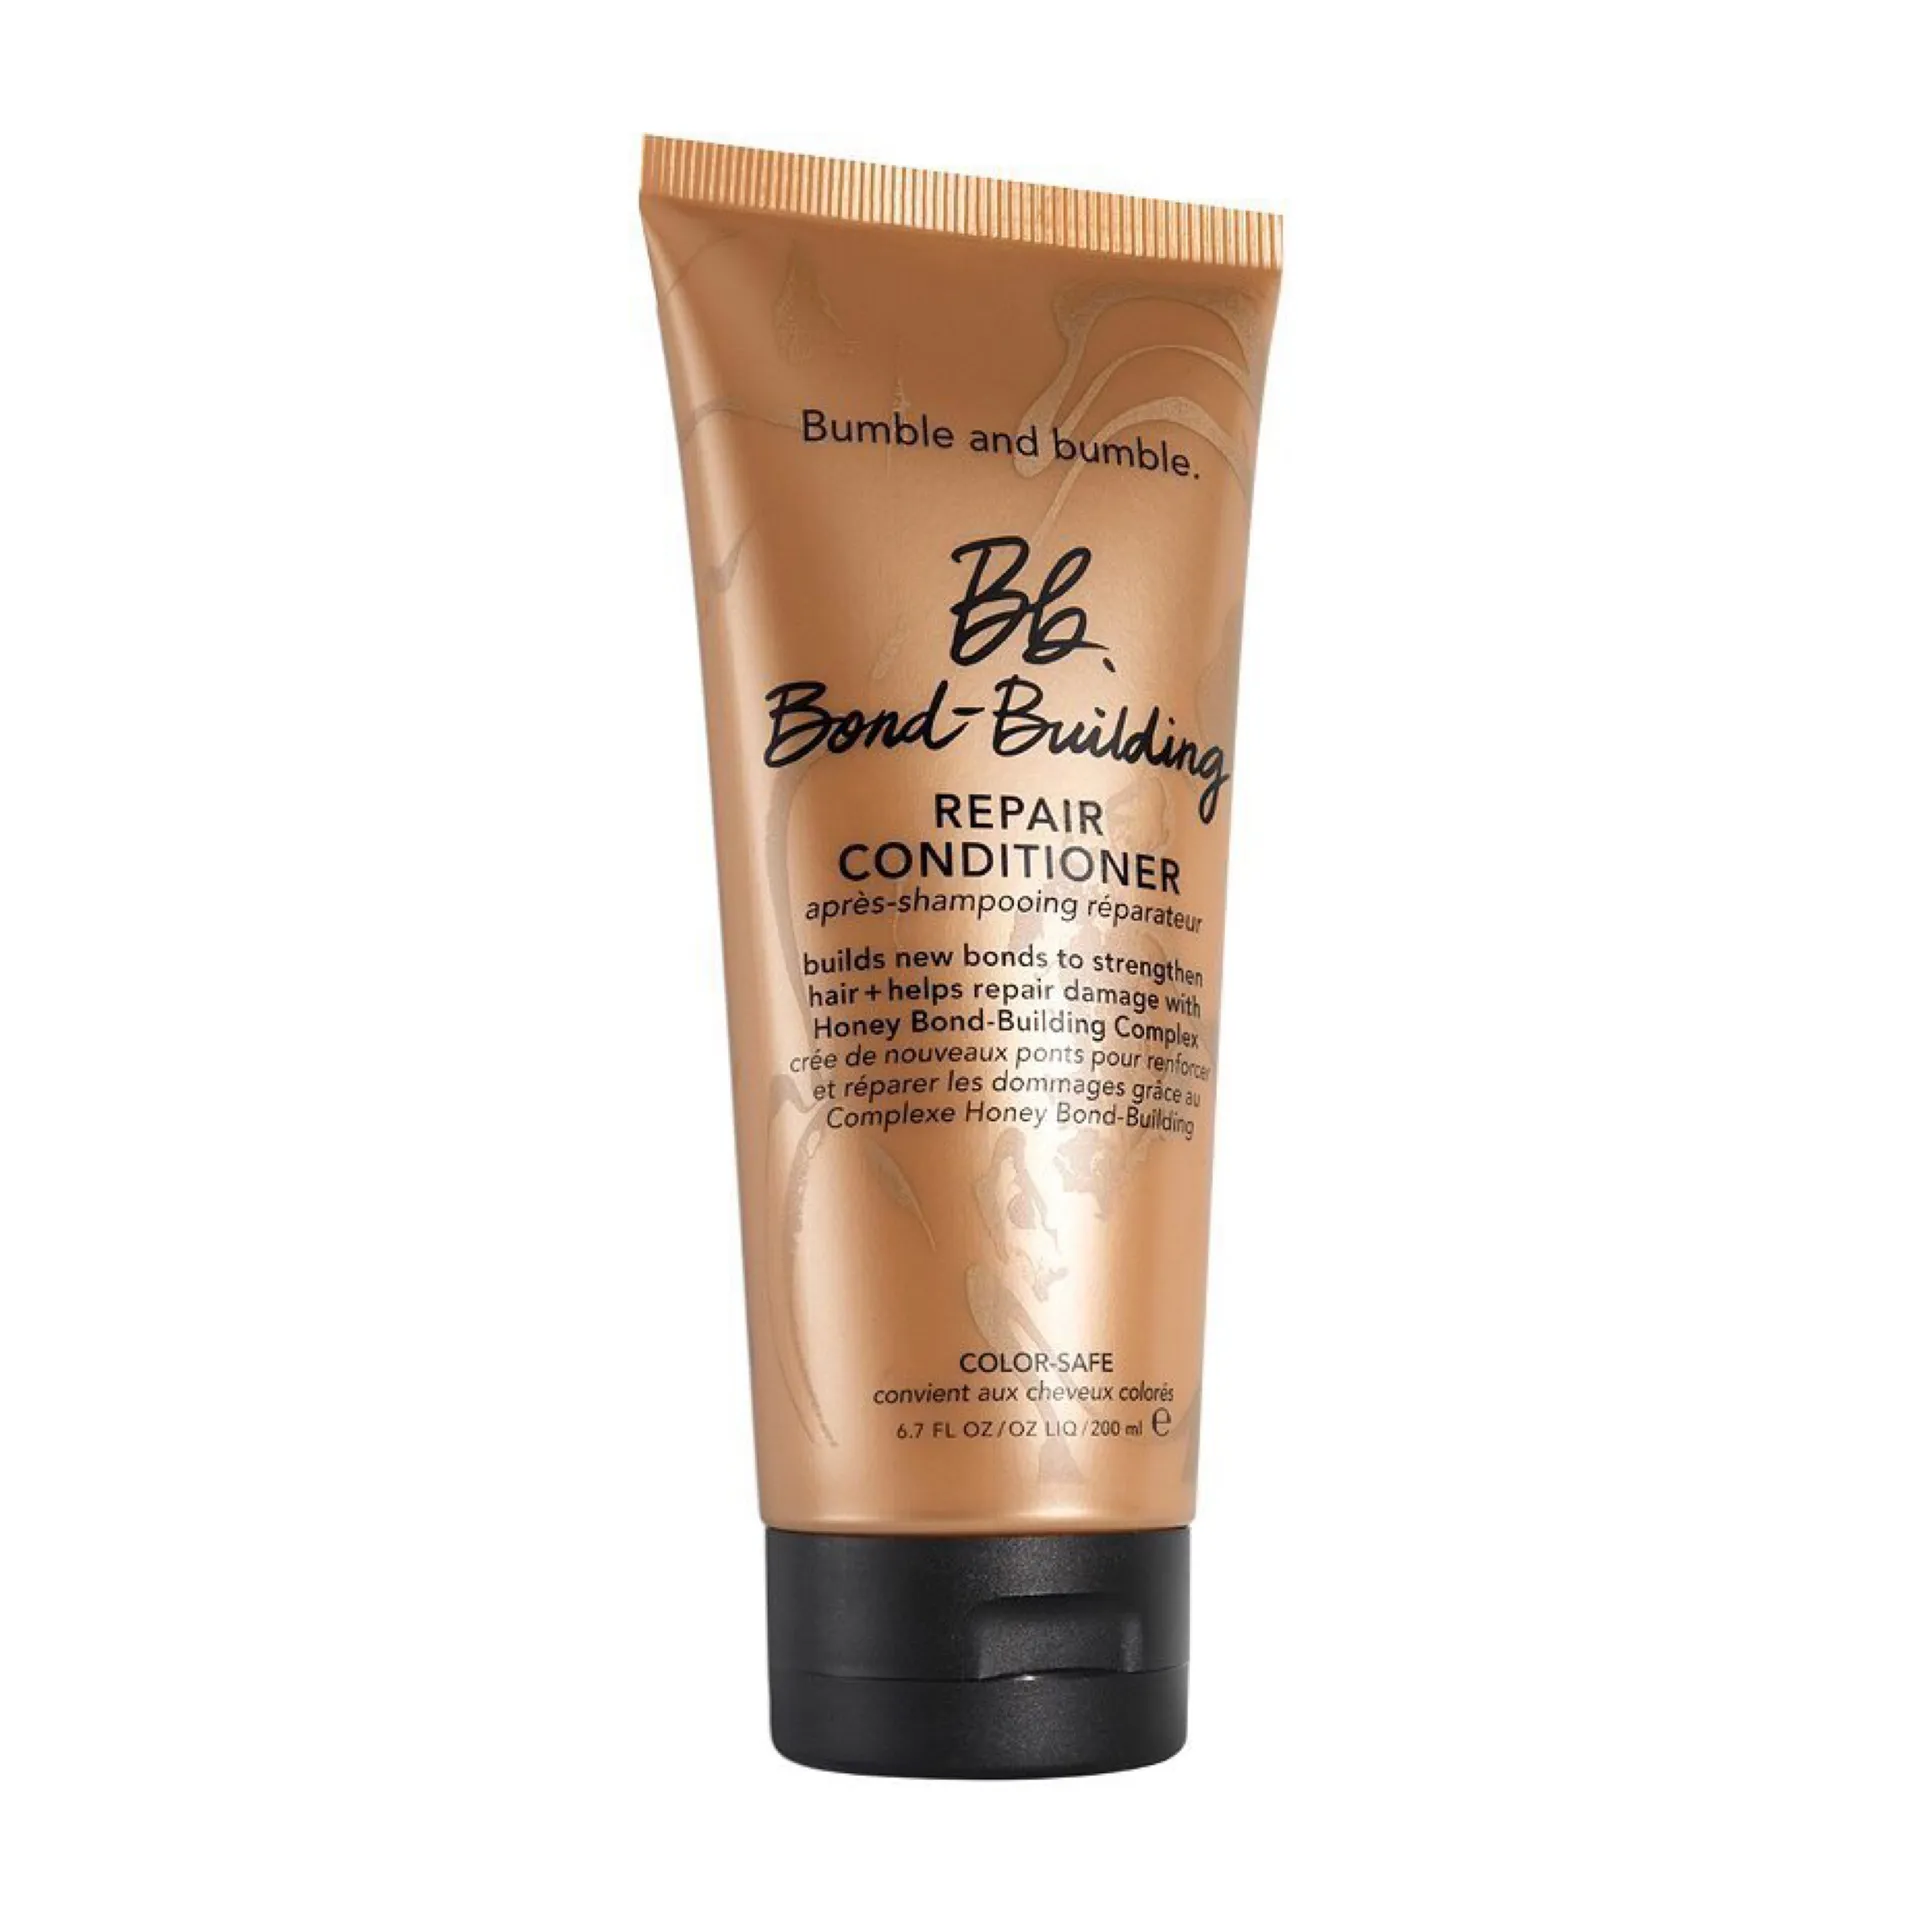 Bumble and bumble.
Bb.
Bond-Building
REPAIR
CONDITIONER
après-shampooing réparateur
builds new bonds to strengthen
hair + helps repair damage with
Honey Bond-Building Complex
crée de nouveaux ponts pour renforcer
et réparer les dommages grâce au
Complexe Honey Bond-Building
COLOR-SAFE
convient aux cheveux colorés
6.7 FL OZ/OZ LIQ/200 ml ℮